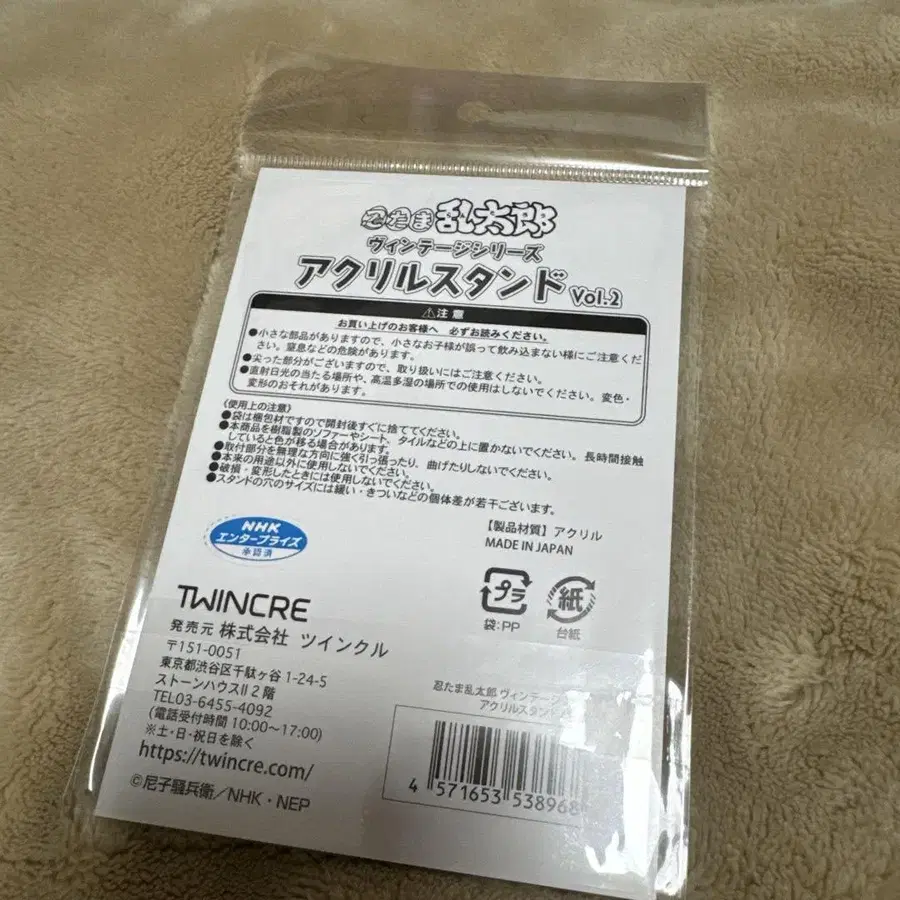 忍たま乱太郎
ヴィンテージシリーズ
アクリルスタンド Vol.2
⚠注意
お買い上げのお客様へ 必ずお読みください。
●小さな部品がありますので、小さなお子様が誤って飲み込まない様にご注意くだ
さい。窒息などの危険があります。
●尖った部分がございますので、取り扱いにはご注意ください。
●直射日光の当たる場所や、高温多湿の場所での使用はしないでください。変色・
変形のおそれがあります。
《使用上の注意》
●袋は梱包材ですので開封後すぐに捨ててください。
●本商品を樹脂製のソファーやシート、タイルなどの上に置かないでください。長時間接触
していると色が移る場合があります。
●取付部分を無理な方向に強く引っ張ったり、曲げたりしないでください。
●本来の用途以外に使用しないでください。
●破損・変形したときには使用しないでください。
●スタンドの穴のサイズには緩い・きついなどの個体差が若干ございます。
NHK
エンタープライズ
承認済
【製品材質】アクリル
MADE IN JAPAN
プラ
袋:PP
紙
台紙
TWINCRE
発売元 株式会社 ツインクル
〒151-0051
東京都渋谷区千駄ヶ谷 1-24-5
ストーンハウスⅡ2階
TEL03-6455-4092
(電話受付時間 10:00〜17:00)
※土・日・祝日を除く
https://twincre.com/
©尼子騒兵衛/NHK・NEP
忍たま乱太郎 ヴィンテージ
アクリルスタンド
4 571653 538968